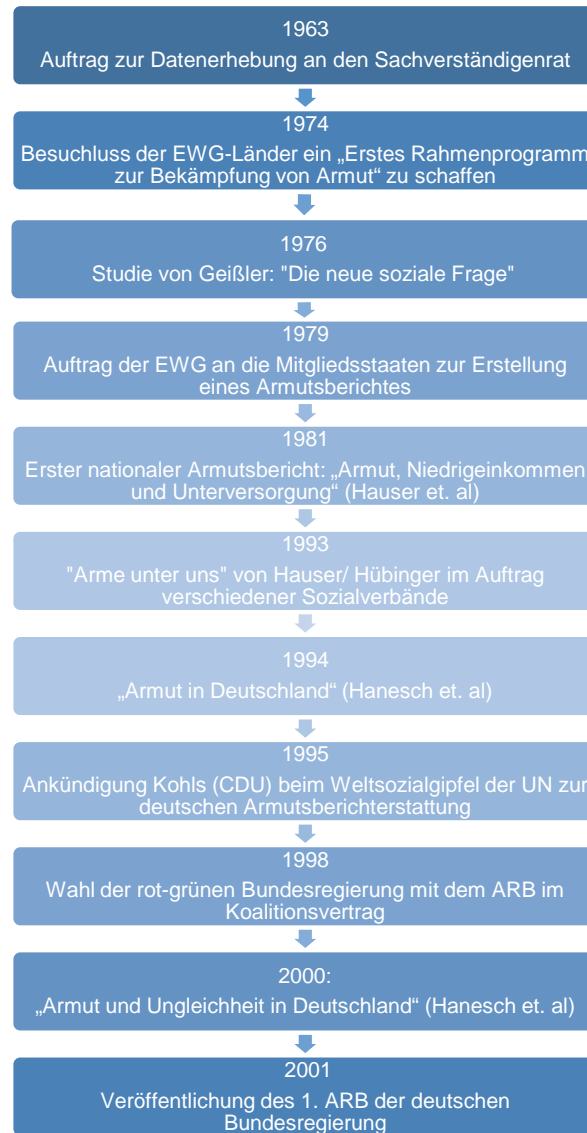 1963
Auftrag zur Datenerhebung an den Sachverständigenrat
1974
Besuchluss der EWG-Länder ein „Erstes Rahmenprogramm
zur Bekämpfung von Armut“ zu schaffen
1976
Studie von Geißler: "Die neue soziale Frage"
1979
Auftrag der EWG an die Mitgliedsstaaten zur Erstellung
eines Armutsberichtes
1981
Erster nationaler Armutsbericht: „Armut, Niedrigeinkommen
und Unterversorgung“ (Hauser et. al)
1993
"Arme unter uns" von Hauser/ Hübinger im Auftrag
verschiedener Sozialverbände
1994
„Armut in Deutschland“ (Hanesch et. al)
1995
Ankündigung Kohls (CDU) beim Weltsozialgipfel der UN zur
deutschen Armutsberichterstattung
1998
Wahl der rot-grünen Bundesregierung mit dem ARB im
Koalitionsvertrag
2000:
„Armut und Ungleichheit in Deutschland“ (Hanesch et. al)
2001
Veröffentlichung des 1. ARB der deutschen
Bundesregierung